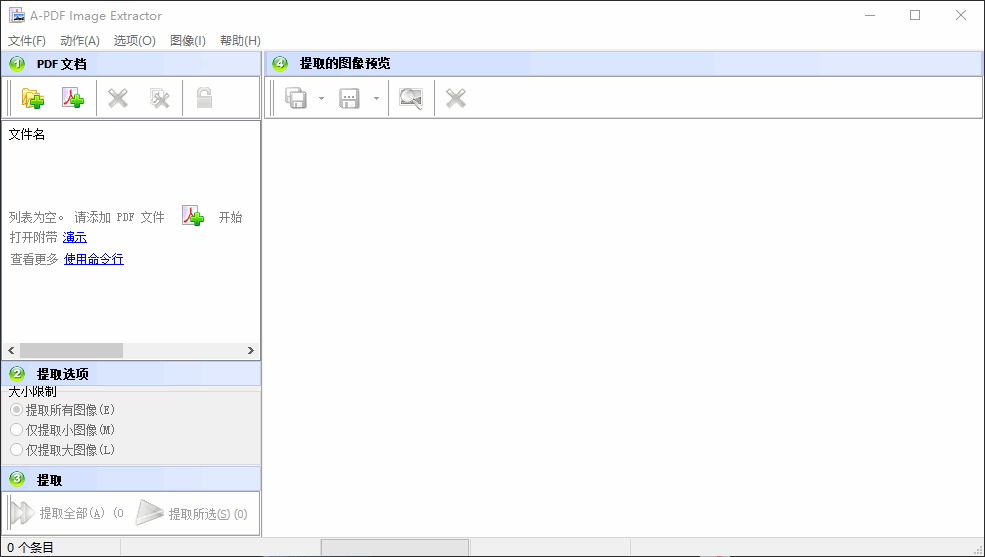 A-PDF Image Extractor
文件(F) 动作(A) 选项(O) 图像(I) 帮助(H)
1 PDF 文档
4 提取的图像预览
文件名
列表为空。 请添加 PDF 文件 开始
打开附带 演示
查看更多 使用命令行
2 提取选项
大小限制
提取所有图像(E)
仅提取小图像(M)
仅提取大图像(L)
3 提取
提取全部(A) (0 提取所选(S) (0)
0 个条目